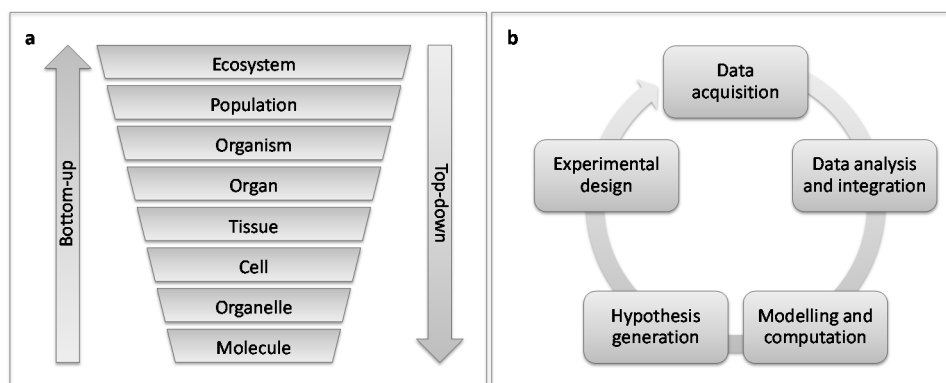 a
Ecosystem
Population
Organism
Organ
Tissue
Cell
Organelle
Molecule
Bottom-up
Top-down
b
Data
acquisition
Data analysis
and integration
Modelling and
computation
Hypothesis
generation
Experimental
design